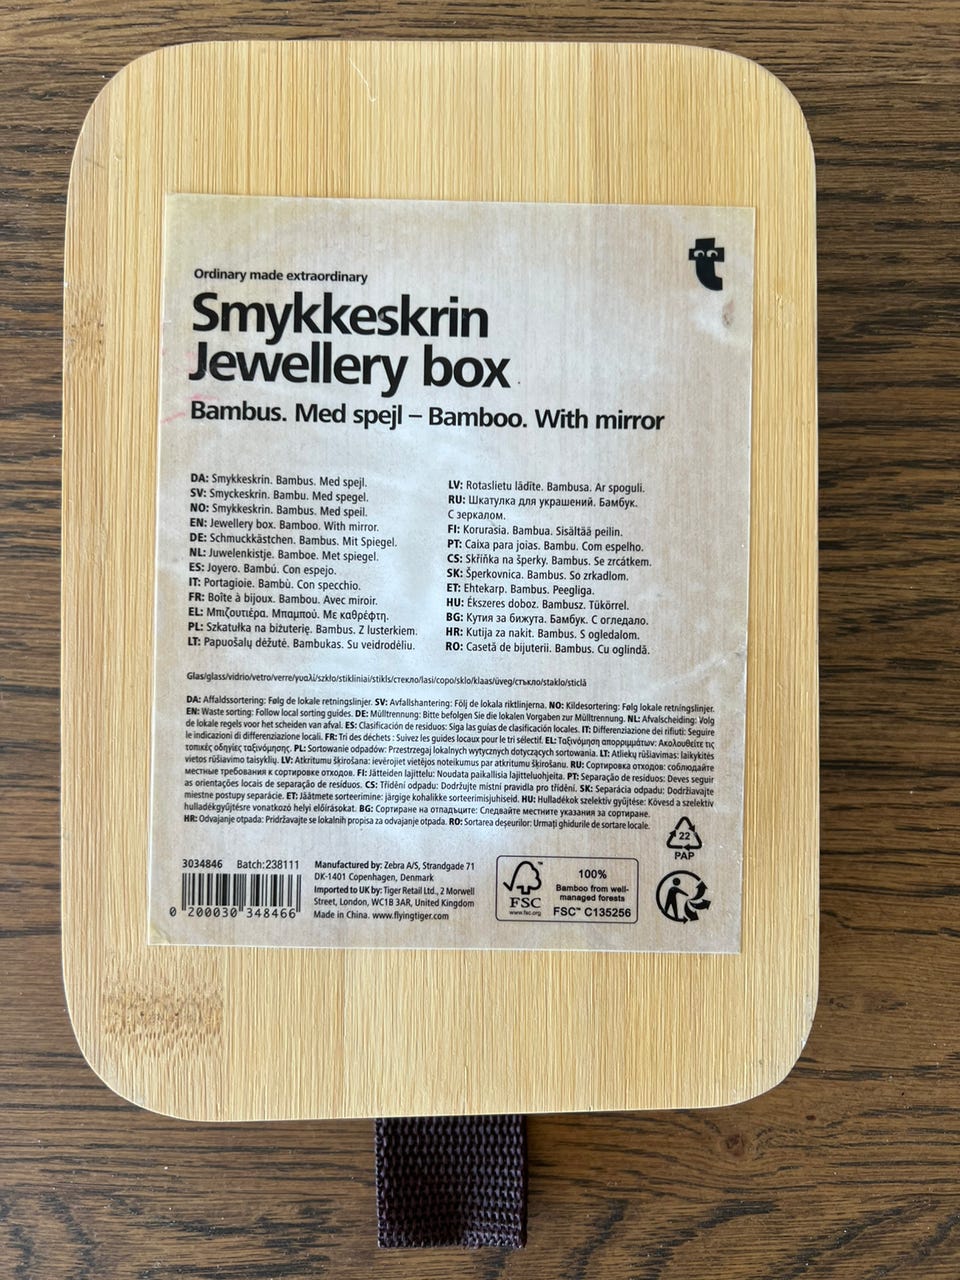 Ordinary made extraordinary
Smykkeskrin
Jewellery box
Bambus. Med spejl – Bamboo. With mirror
DA: Smykkeskrin. Bambus. Med spejl.
SV: Smyckeskrin. Bambu. Med spegel.
NO: Smykkeskrin. Bambus. Med speil.
EN: Jewellery box. Bamboo. With mirror.
DE: Schmuckkästchen. Bambus. Mit Spiegel.
NL: Juwelenkistje. Bamboe. Met spiegel.
ES: Joyero. Bambú. Con espejo.
IT: Portagioie. Bambù. Con specchio.
FR: Boîte à bijoux. Bambou. Avec miroir.
EL: Μπιζουτιέρα. Μπαμπού. Με καθρέφτη.
PL: Szkatułka na biżuterię. Bambus. Z lusterkiem.
LT: Papuošalų dėžutė. Bambukas. Su veidrodėliu.
LV: Rotaslietu lādīte. Bambusa. Ar spoguli.
RU: Шкатулка для украшений. Бамбук.
С зеркалом.
FI: Korurasia. Bambua. Sisältää peilin.
PT: Caixa para joias. Bambu. Com espelho.
CS: Skříňka na šperky. Bambus. Se zrcátkem.
SK: Šperkovnica. Bambus. So zrkadlom.
ET: Ehtekarp. Bambus. Peegliga.
HU: Ékszeres doboz. Bambusz. Tükörrel.
BG: Кутия за бижута. Бамбук. С огледало.
HR: Kutija za nakit. Bambus. S ogledalom.
RO: Casetă de bijuterii. Bambus. Cu oglindă.
Glas/glass/vidrio/vetro/verre/γυαλί/szkło/stikliniai/stikls/стекло/lasi/copo/sklo/klaas/üveg/стъкло/staklo/sticlă
DA: Affaldssortering: Følg de lokale retningslinjer. SV: Avfallshantering: Följ de lokala riktlinjerna. NO: Kildesortering: Følg lokale retningslinjer.
EN: Waste sorting: Follow local sorting guides. DE: Mülltrennung: Bitte befolgen Sie die lokalen Vorgaben zur Mülltrennung. NL: Afvalscheiding: Volg
de lokale regels voor het scheiden van afval. ES: Clasificación de residuos: Siga las guías de clasificación locales. IT: Differenziazione dei rifiuti: Seguire
le indicazioni di differenziazione locali. FR: Tri des déchets : Suivez les guides locaux pour le tri sélectif. EL: Ταξινόμηση απορριμμάτων: Ακολουθείτε τις
τοπικές οδηγίες ταξινόμησης. PL: Sortowanie odpadów: Przestrzegaj lokalnych wytycznych dotyczących sortowania. LT: Atliekų rūšiavimas: laikykitės
vietos rūšiavimo taisyklių. LV: Atkritumu šķirošana: ievērojiet vietējos noteikumus par atkritumu šķirošanu. RU: Сортировка отходов: соблюдайте
местные требования к сортировке отходов. FI: Jätteiden lajittelu: Noudata paikallisia lajitteluohjeita. PT: Separação de resíduos: Deves seguir
as orientações locais de separação de resíduos. CS: Třídění odpadu: Dodržujte místní pravidla pro třídění. SK: Separácia odpadu: Dodržiavajte
miestne postupy separácie. ET: Jäätmete sorteerimine: järgige kohalikke sorteerimisjuhiseid. HU: Hulladékok szelektív gyűjtése: Kövesd a szelektív
hulladékgyűjtésre vonatkozó helyi előírásokat. BG: Сортиране на отпадъците: Следвайте местните указания за сортиране.
HR: Odvajanje otpada: Pridržavajte se lokalnih propisa za odvajanje otpada. RO: Sortarea deșeurilor: Urmați ghidurile de sortare locale.
22
PAP
3034846 Batch:238111
0 200030 348466
Manufactured by: Zebra A/S, Strandgade 71
DK-1401 Copenhagen, Denmark
Imported to UK by: Tiger Retail Ltd., 2 Morwell
Street, London, WC1B 3AR, United Kingdom
Made in China. www.flyingtiger.com
FSC
www.fsc.org
100%
Bamboo from well-
managed forests
FSC™ C135256